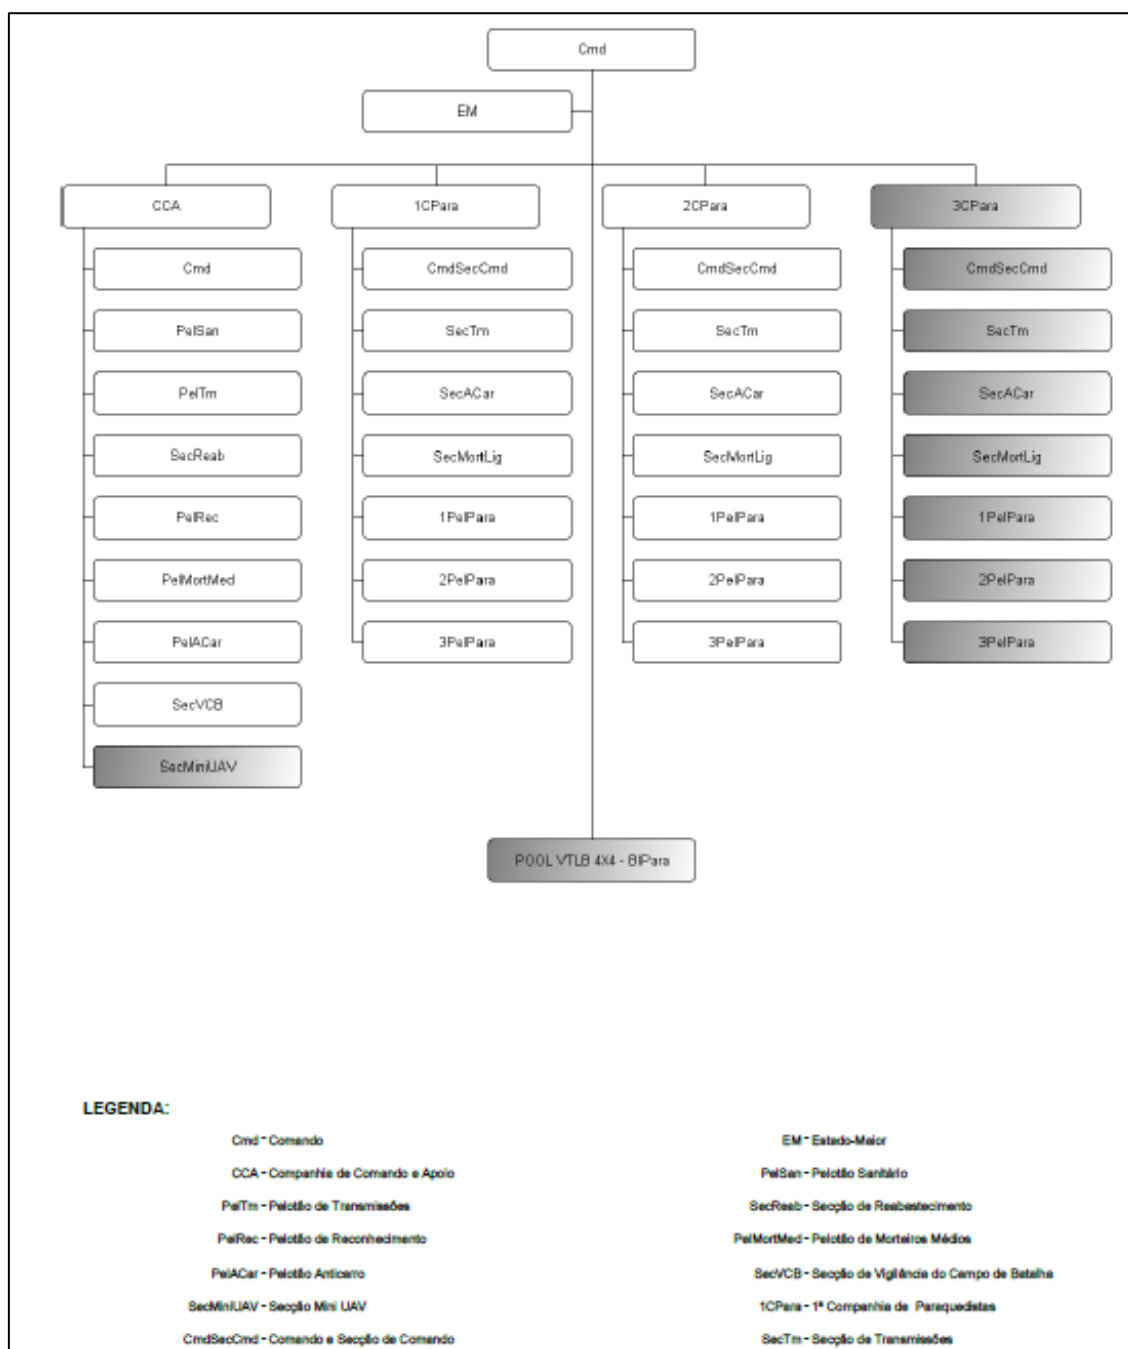 Cmd
EM
CCA
1CPara
2CPara
3CPara
Cmd
CmdSecCmd
CmdSecCmd
CmdSecCmd
PelSan
SecTm
SecTm
SecTm
PelTm
SecACar
SecACar
SecACar
SecReab
SecMortLig
SecMortLig
SecMortLig
PelRec
1PelPara
1PelPara
1PelPara
PelMortMed
2PelPara
2PelPara
2PelPara
PelACar
3PelPara
3PelPara
3PelPara
SecVCB
SecMiniUAV
POOL VTLB 4X4 - BIPara
LEGENDA:
Cmd - Comando
EM - Estado-Maior
CCA - Companhia de Comando e Apoio
PelSan - Pelotão Sanitário
PelTm - Pelotão de Transmissões
SecReab - Secção de Reabastecimento
PelRec - Pelotão de Reconhecimento
PelMortMed - Pelotão de Morteiros Médios
PelACar - Pelotão Anticarro
SecVCB - Secção de Vigilância do Campo de Batalha
SecMiniUAV - Secção Mini UAV
1CPara - 1ª Companhia de Paraquedistas
CmdSecCmd - Comando e Secção de Comando
SecTm - Secção de Transmissões